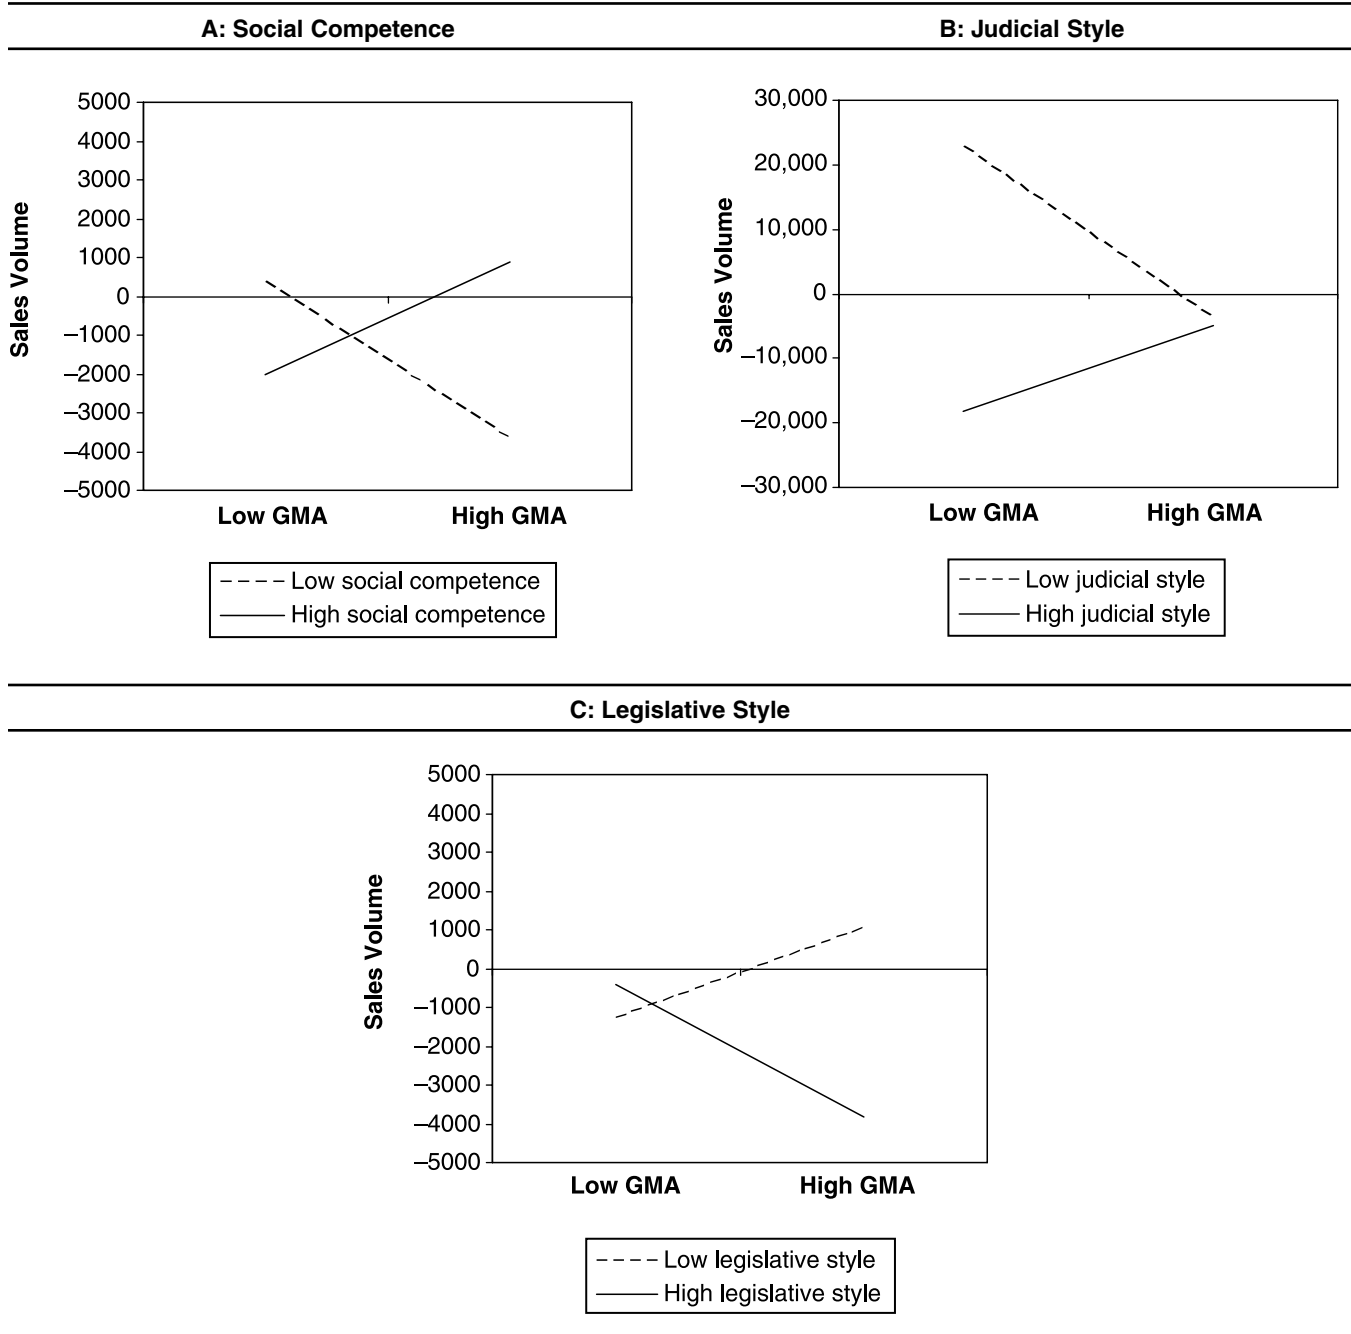 A: Social Competence
B: Judicial Style
5000
4000
3000
2000
1000
0
–1000
–2000
–3000
–4000
–5000
Sales Volume
Low GMA
High GMA
Low social competence
High social competence
30,000
20,000
10,000
0
–10,000
–20,000
–30,000
Sales Volume
Low GMA
High GMA
Low judicial style
High judicial style
C: Legislative Style
5000
4000
3000
2000
1000
0
–1000
–2000
–3000
–4000
–5000
Sales Volume
Low GMA
High GMA
Low legislative style
High legislative style